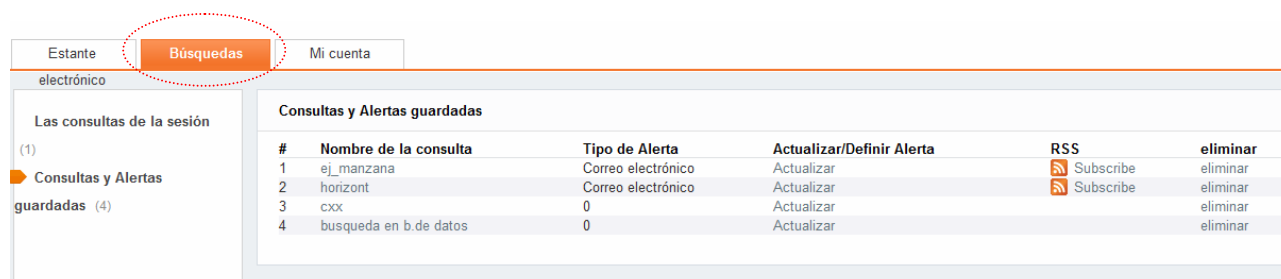 Estante Búsquedas Mi cuenta
electrónico
Las consultas de la sesión
(1)
Consultas y Alertas
guardadas (4)
Consultas y Alertas guardadas
# Nombre de la consulta Tipo de Alerta Actualizar/Definir Alerta RSS eliminar
1 ej_manzana Correo electrónico Actualizar Subscribe eliminar
2 horizont Correo electrónico Actualizar Subscribe eliminar
3 cxx 0 Actualizar eliminar
4 busqueda en b.de datos 0 Actualizar eliminar